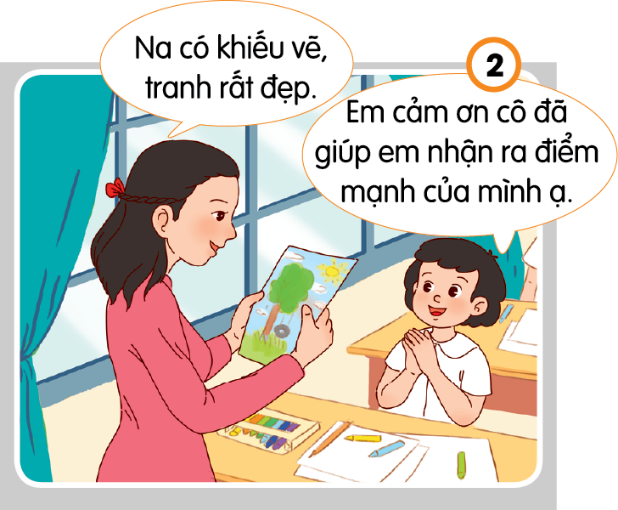 Na có khiếu vẽ,
tranh rất đẹp.
2
Em cảm ơn cô đã
giúp em nhận ra điểm
mạnh của mình ạ.